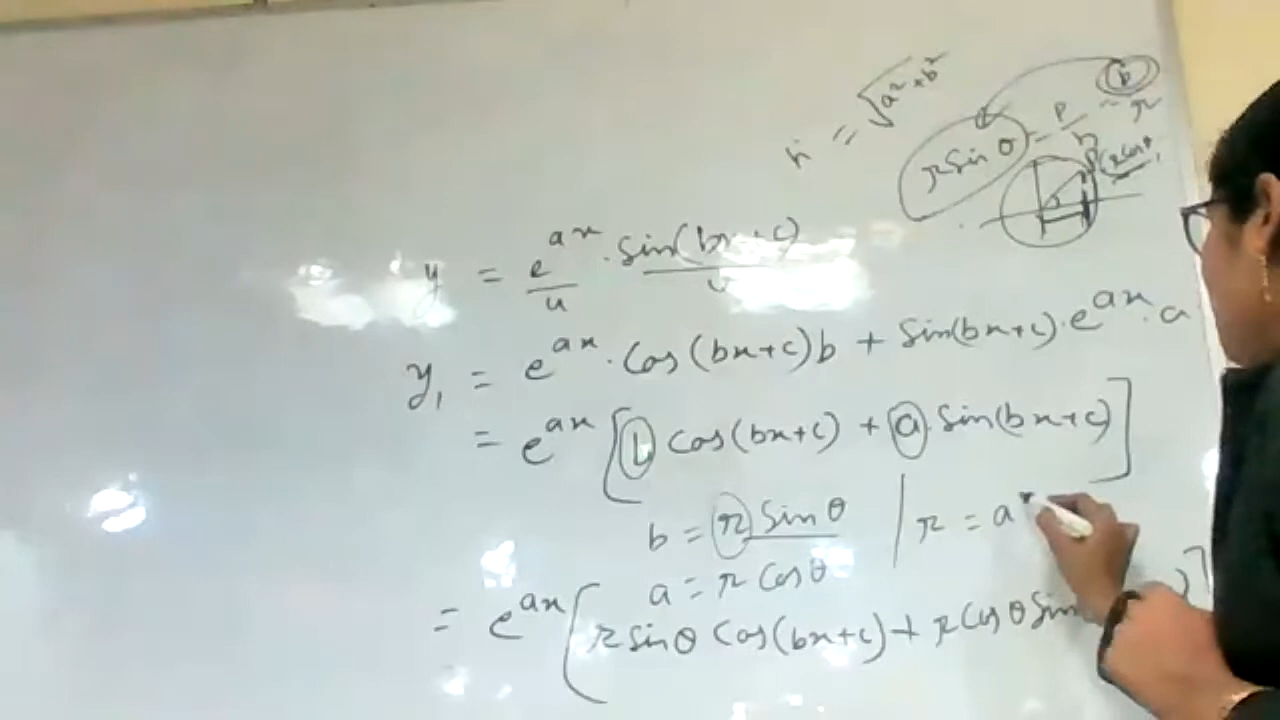 r = √a²+b²
b
r sin θ = p/h
y = e^{ax} . sin(bx+c)
u v
y₁ = e^{ax} . cos(bx+c)b + sin(bx+c) . e^{ax} . a
= e^{ax} [b cos(bx+c) + a sin(bx+c)]
b = r sin θ | r = a
a = r cos θ
= e^{ax} [r sin θ cos(bx+c) + r cos θ sin ]